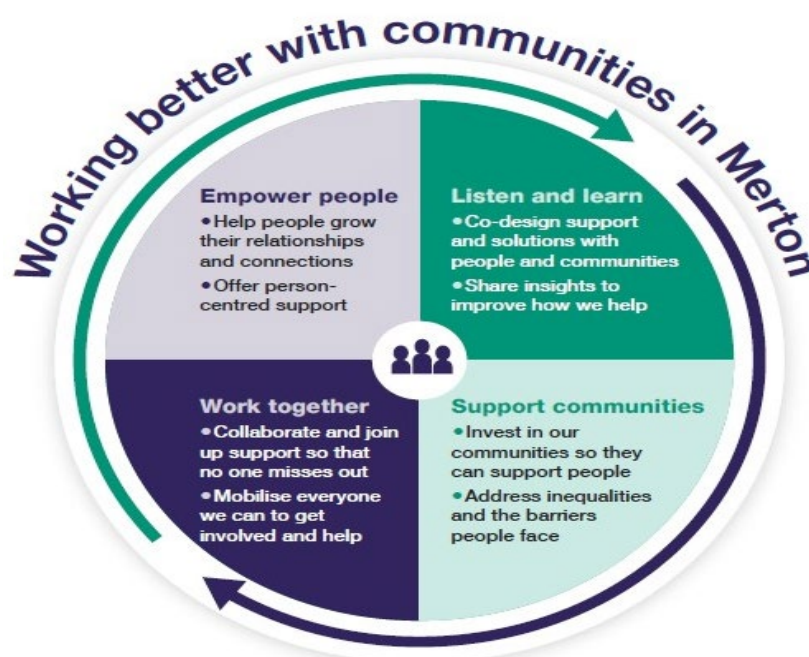 Working better with communities in Merton
Empower people
•Help people grow
their relationships
and connections
•Offer person-
centred support
Listen and learn
•Co-design support
and solutions with
people and communities
•Share insights to
improve how we help
Work together
•Collaborate and join
up support so that
no one misses out
•Mobilise everyone
we can to get
involved and help
Support communities
•Invest in our
communities so they
can support people
•Address inequalities
and the barriers
people face